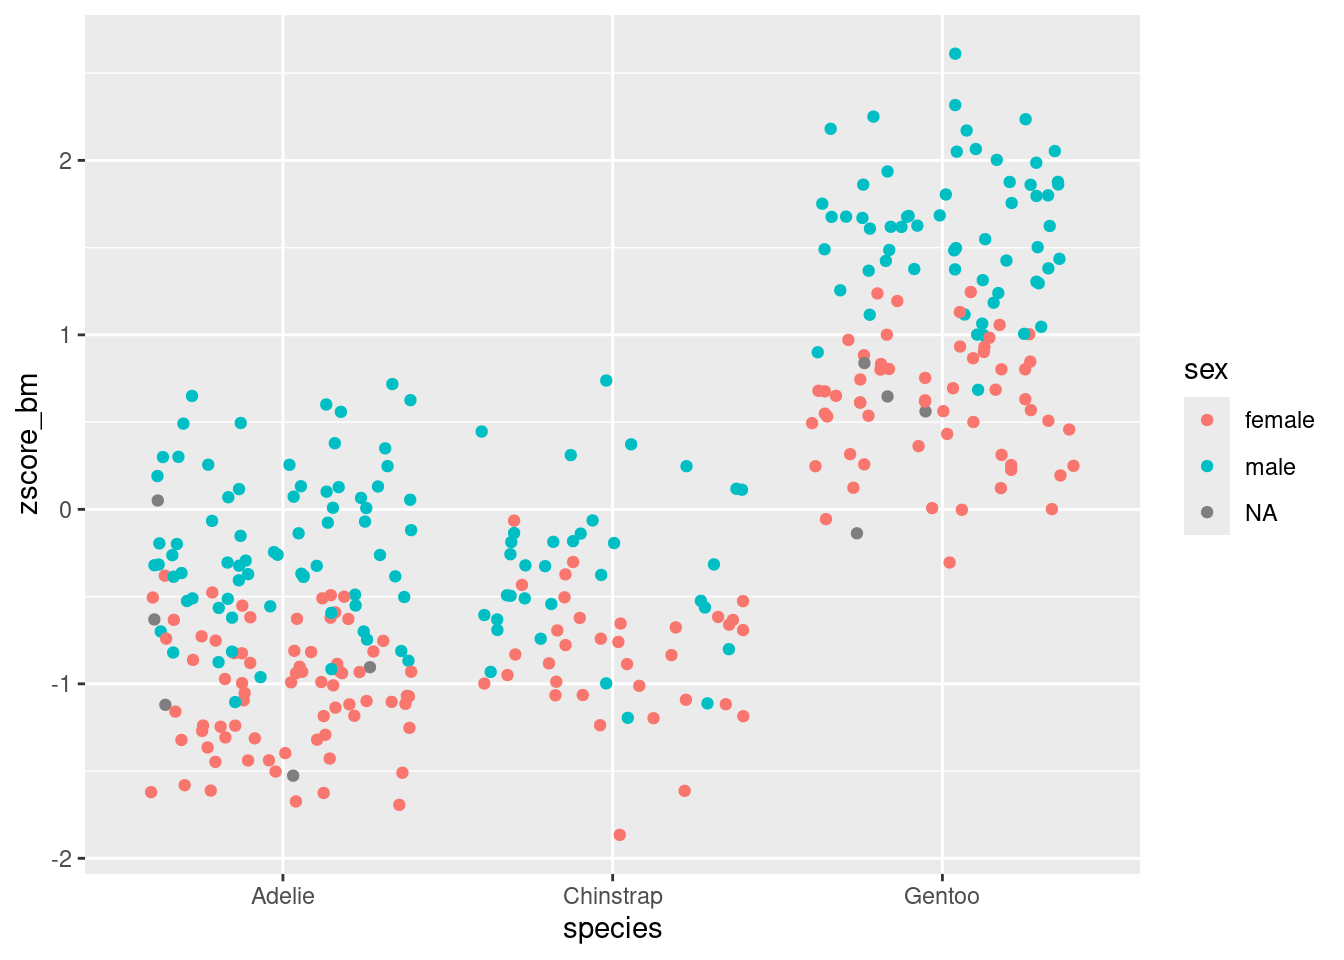 zscore_bm
2
1
0
-1
-2
Adelie
Chinstrap
Gentoo
species
sex
female
male
NA